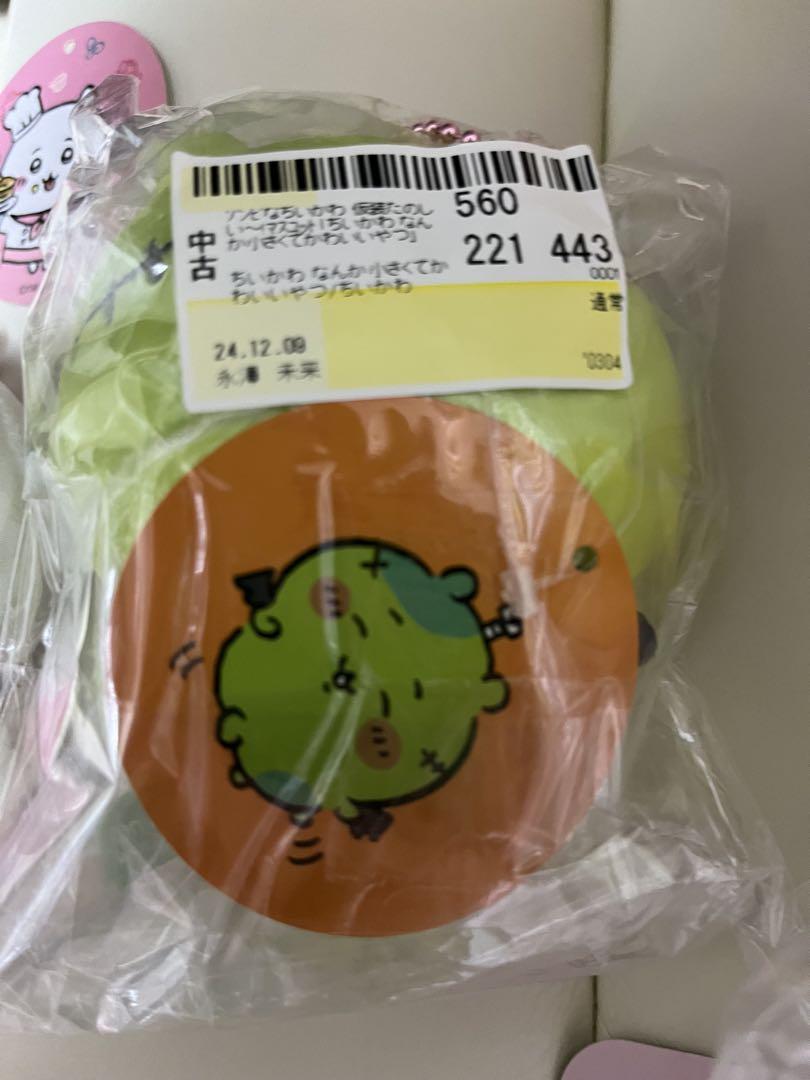 中古
ゾンビなちいかわ 仮装たのし
い〜!マスコット「ちいかわ なん
か小さくてかわいいやつ」
ちいかわ なんか小さくてか
わいいやつ/ちいかわ
560
221 443
0001
通常
24.12.09
永澤 未来
'0304